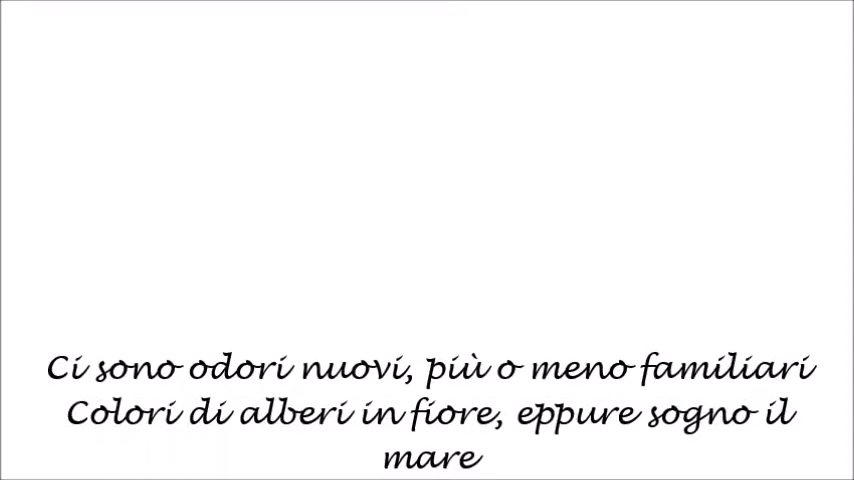 Ci sono odori nuovi, più o meno familiari
Colori di alberi in fiore, eppure sogno il
mare